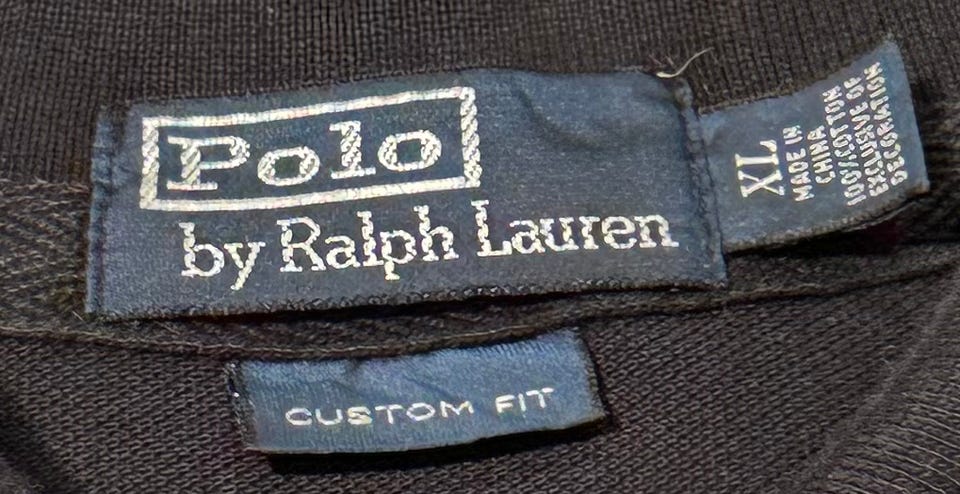 Polo
by Ralph Lauren
XL
MADE IN
CHINA
100% COTTON
EXCLUSIVE OF
DECORATION
CUSTOM FIT